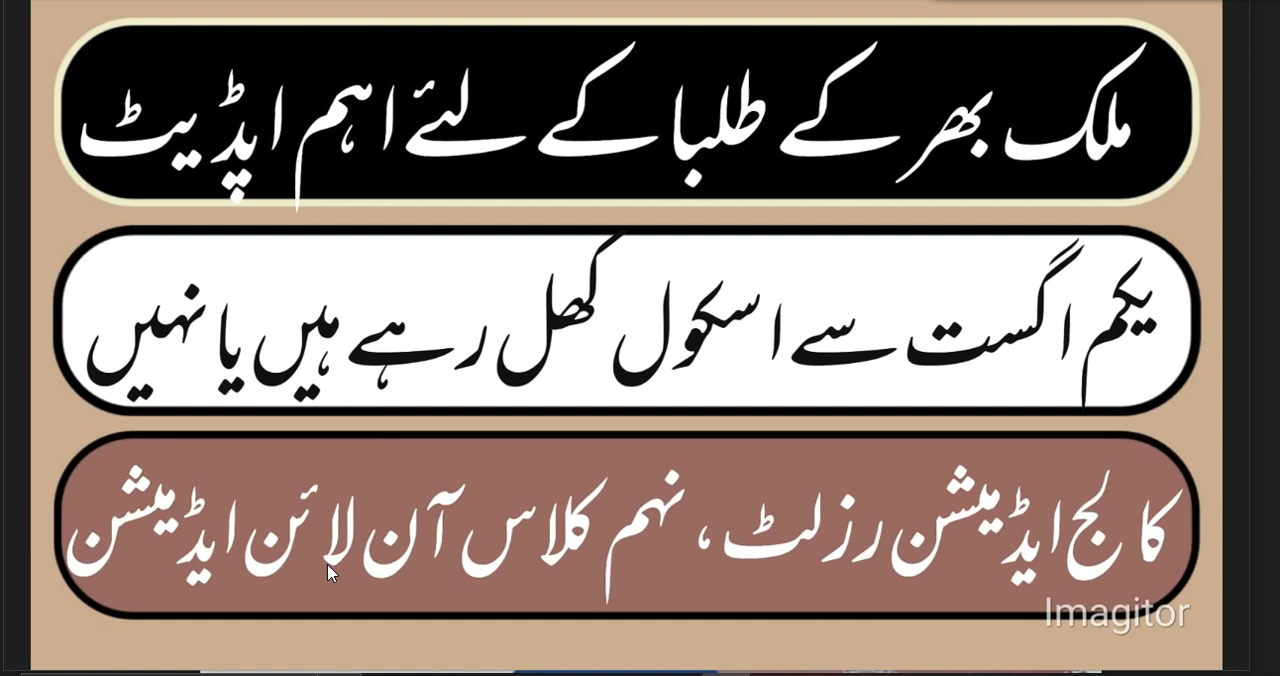 ملک بھر کے طلبا کے لئے اہم اپڈیٹ
یکم اگست سے اسکول کھل رہے ہیں یا نہیں
کالج ایڈمیشن رزلٹ، نہم کلاس آن لائن ایڈمیشن
Imagitor